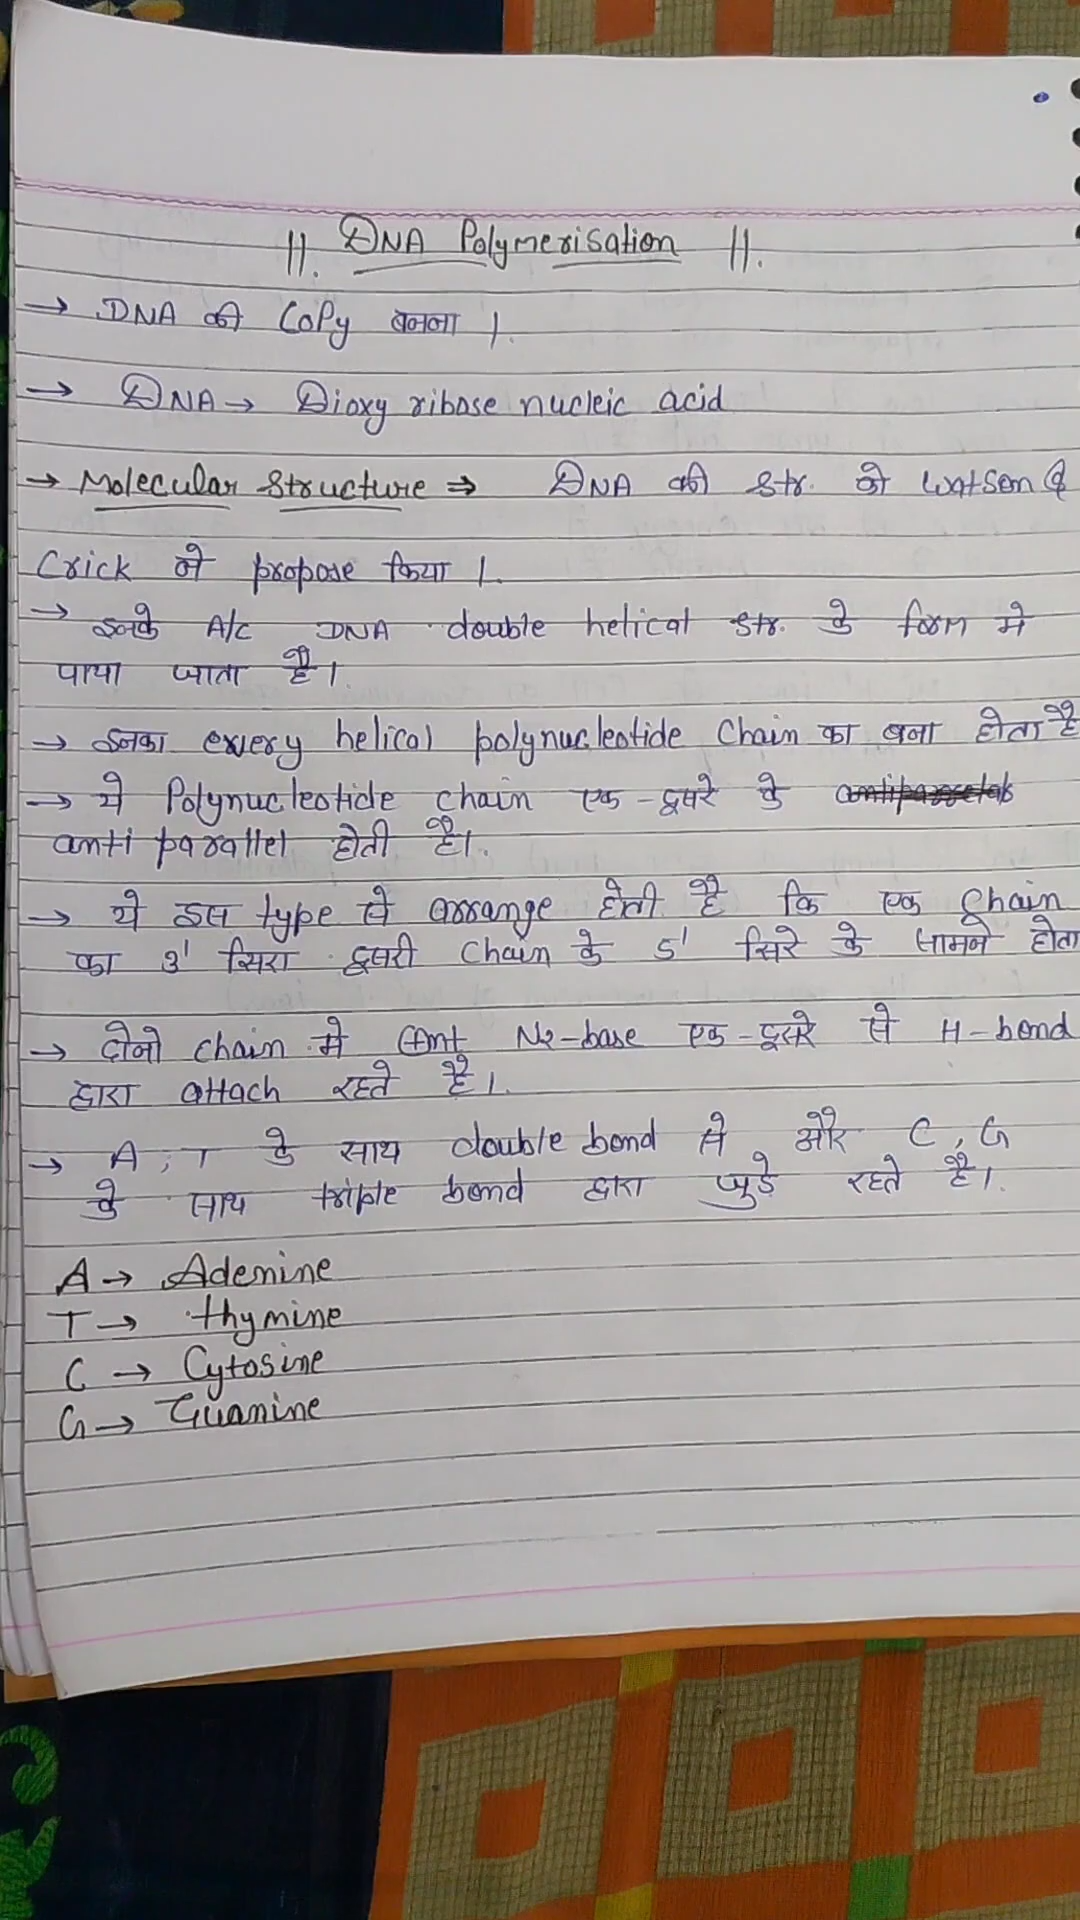 ||. DNA Polymerisation ||.
→ DNA की CoPy बनना |.
→ DNA → Dioxy ribose nucleic acid
→ Molecular Structure ⇒ DNA की str. को Watson &
Crick ने propose किया |.
→ इनके A/c DNA double helical str. के form मे
पाया जाता है |.
→ इनका every helical polynucleotide Chain का बना होता है
→ ये Polynucleotide chain एक-दूसरे के
anti parallel होती है|.
→ ये इस type से arrange होती है कि एक Chain
का 3' सिरा दूसरी Chain के 5' सिरे के सामने होता
→ दोनो chain मे N2-base एक-दूसरे से H-bond
द्वारा attach रहते है |.
→ A, T के साथ double bond से और C, G
के साथ triple bond द्वारा जुड़े रहते है |.
A → Adenine
T → thymine
C → Cytosine
G → Guanine